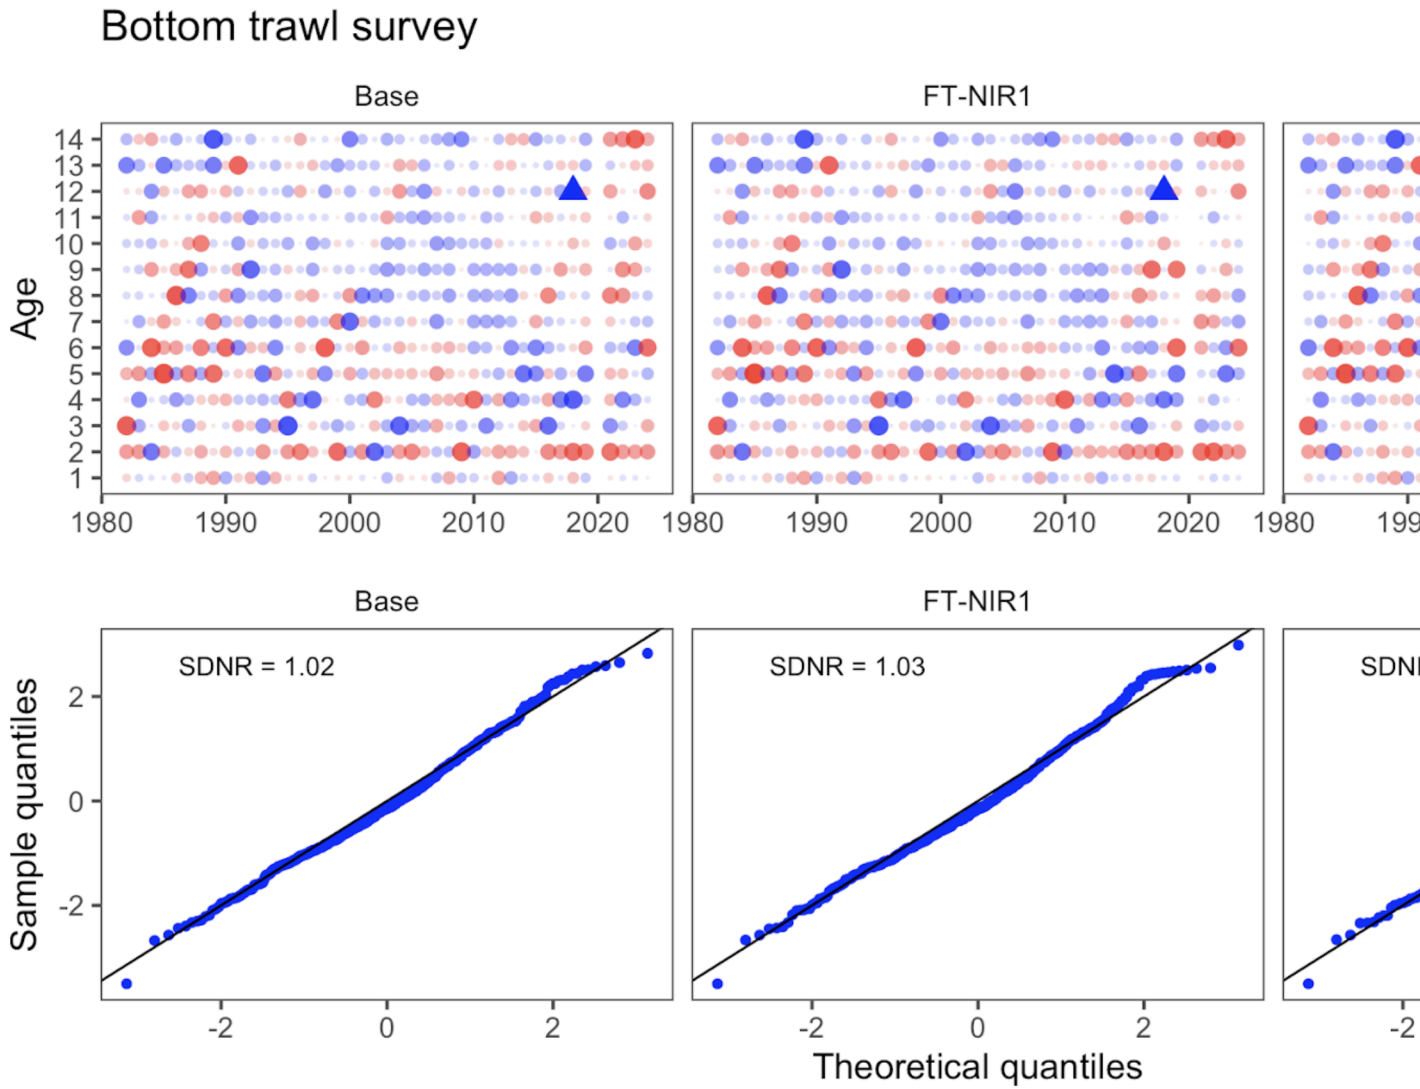 Bottom trawl survey
Base
FT-NIR1
Age
14
13
12
11
10
9
8
7
6
5
4
3
2
1
1980 1990 2000 2010 2020
1980 1990 2000 2010 2020
1980 199
Base
FT-NIR1
Sample quantiles
SDNR = 1.02
SDNR = 1.03
SDN
2
0
-2
-2 0 2
-2 0 2
-2
Theoretical quantiles